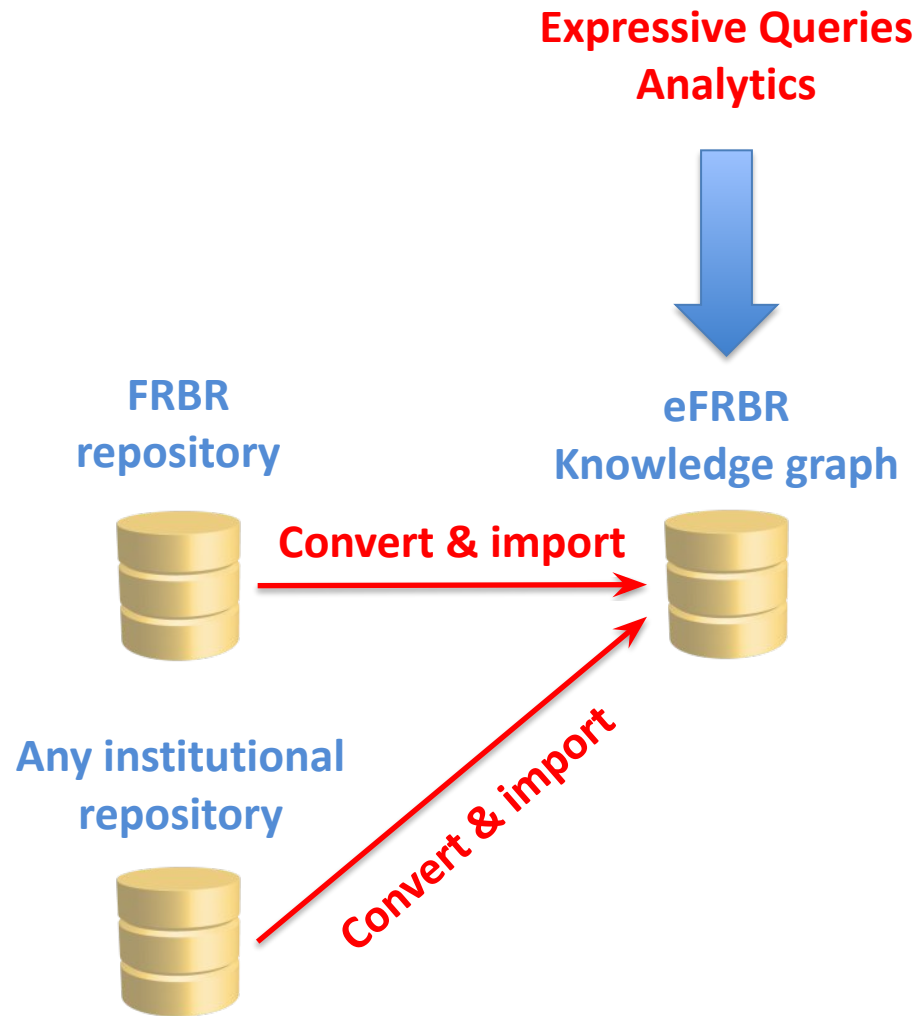 Expressive Queries
Analytics
FRBR
repository
eFRBR
Knowledge graph
Convert & import
Any institutional
repository
Convert & import